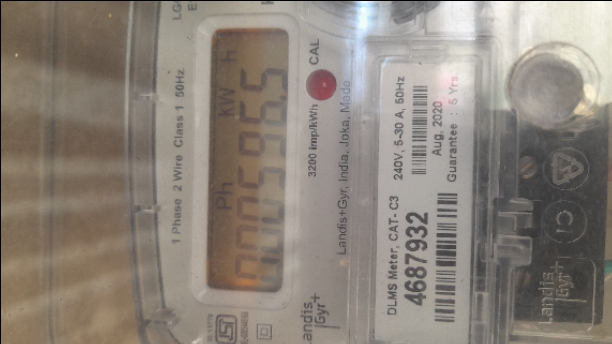 1 Phase 2 Wire Class 1 50Hz
Ph kW h
3200 imp/kWh CAL
Landis+Gyr, India, Joka, Made
DLMS Meter, CAT- C3 240V, 5-30 A, 50Hz
4687932
Aug. 2020
Guarantee : 5 Yrs.
Landis
Gyr+
Landis
Gyr+